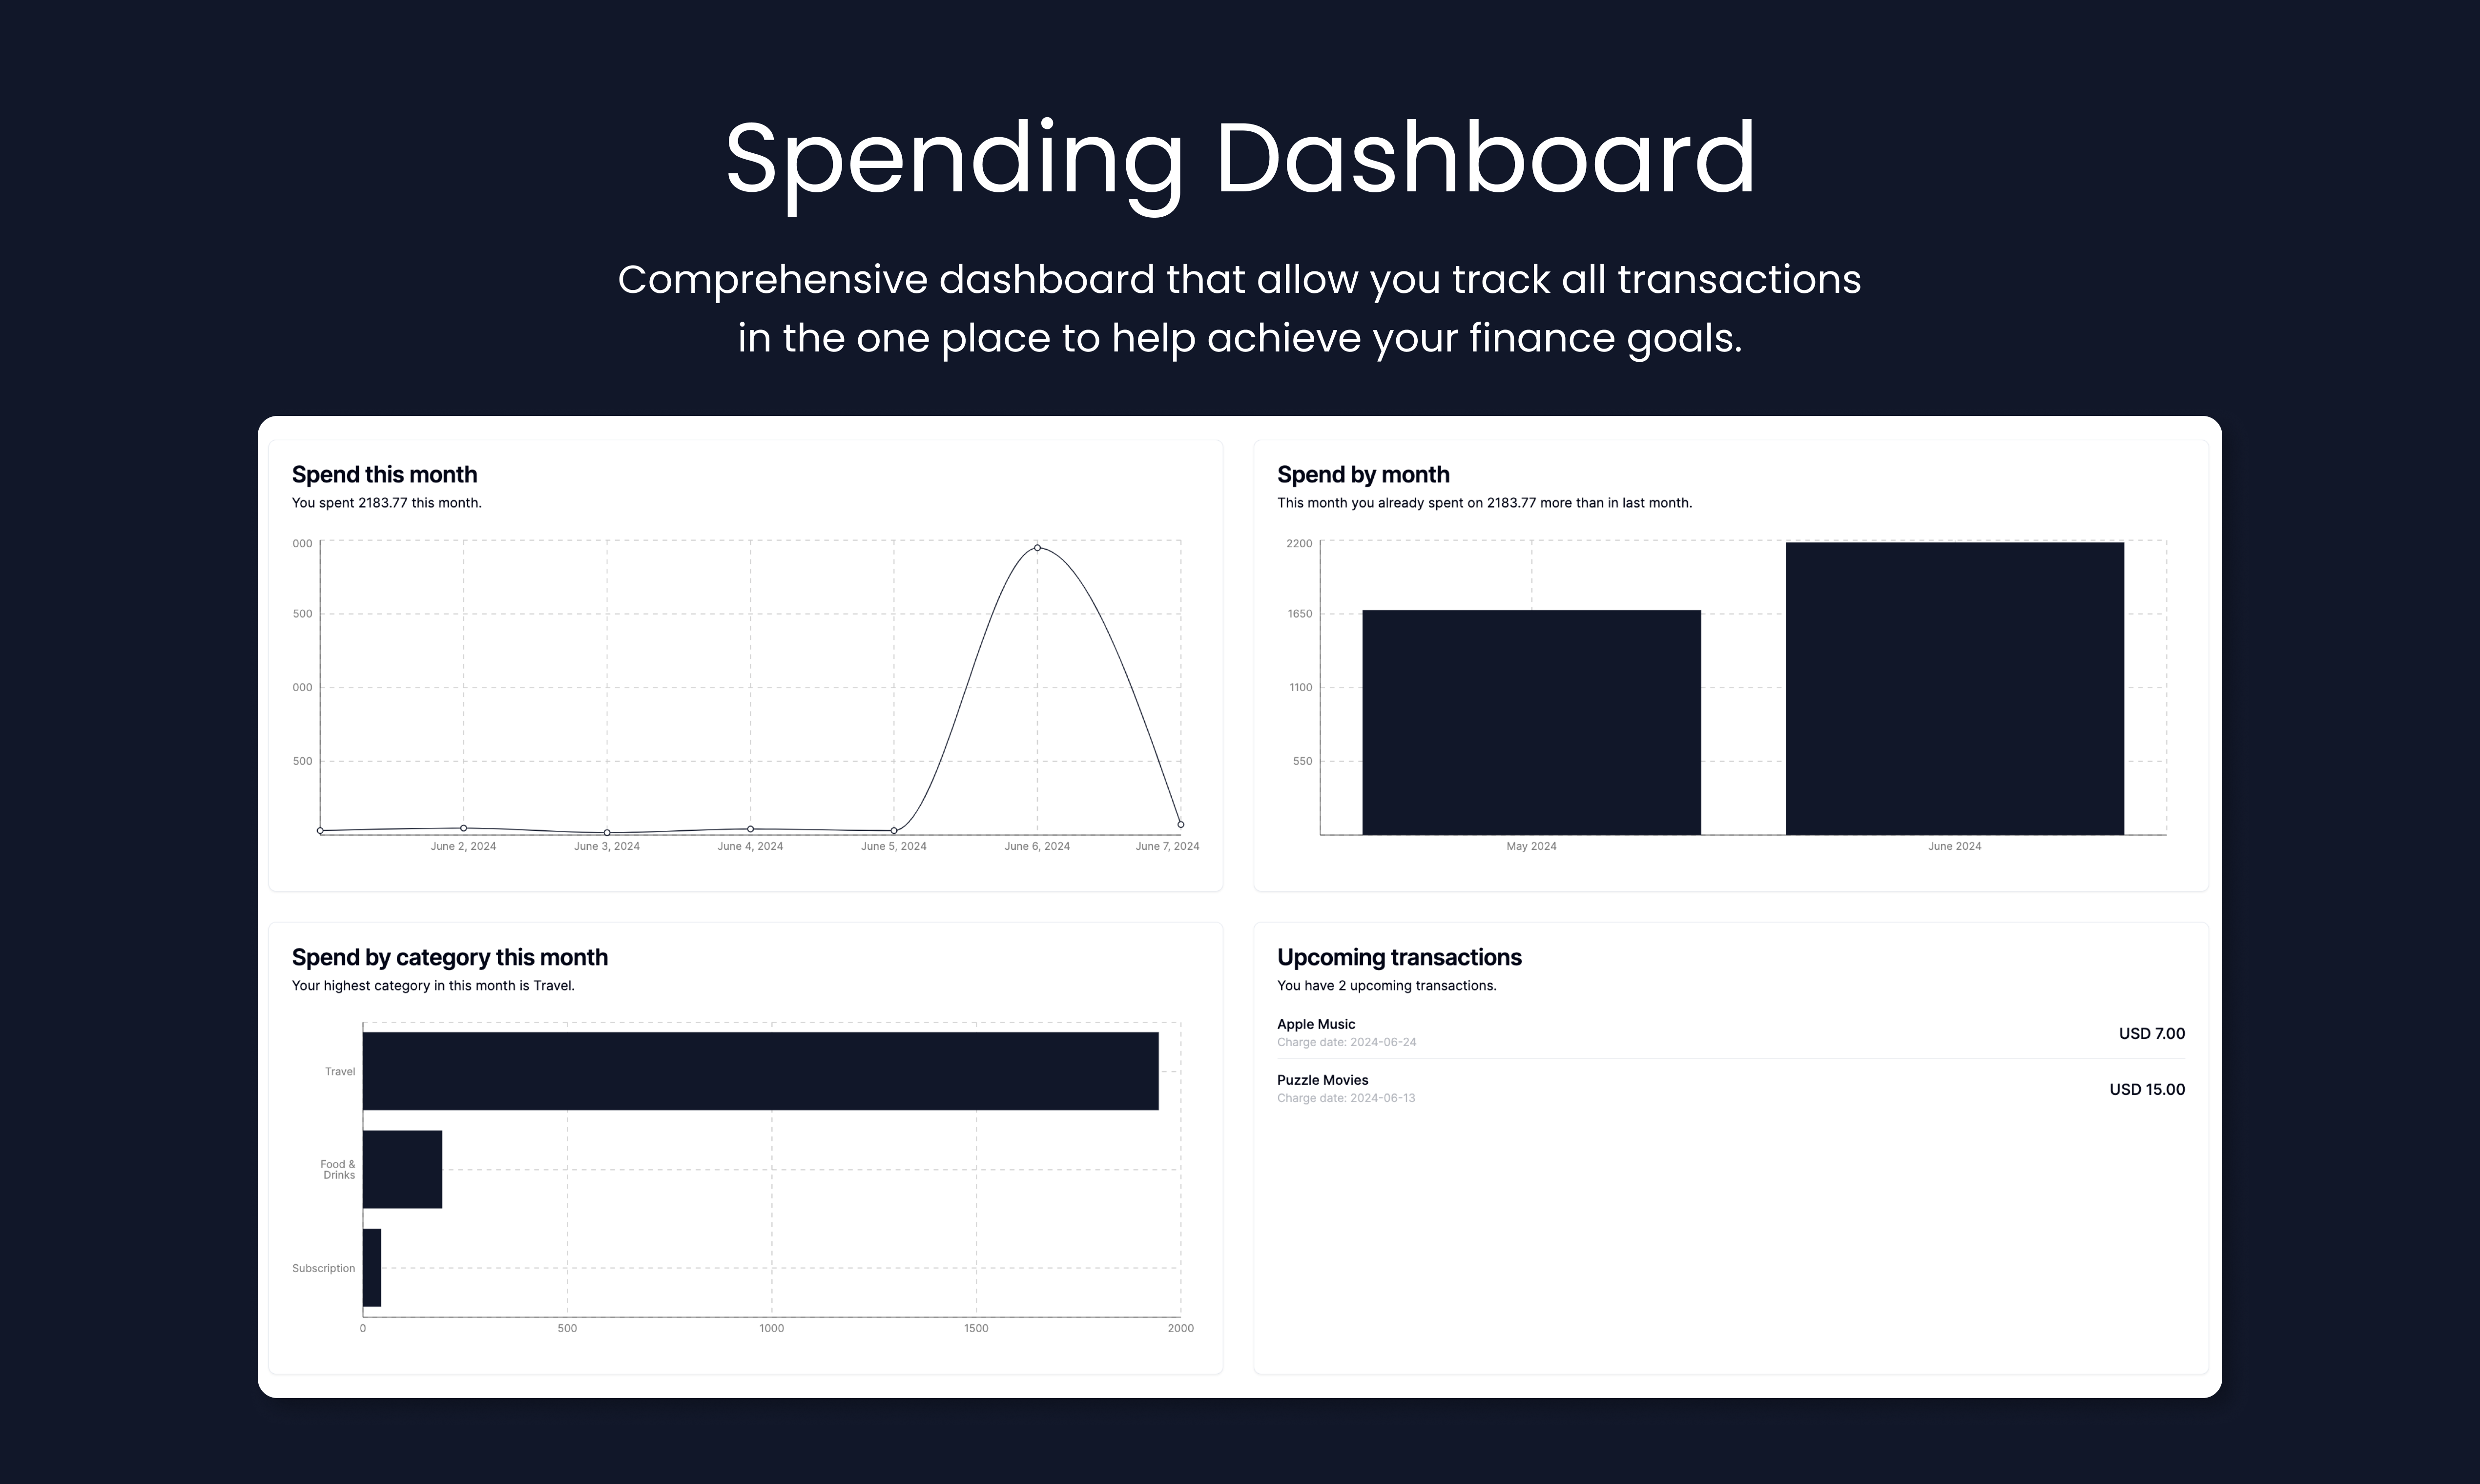 Spending Dashboard
Comprehensive dashboard that allow you track all transactions
in the one place to help achieve your finance goals.
Spend this month
You spent 2183.77 this month.
000
500
000
500
June 2, 2024
June 3, 2024
June 4, 2024
June 5, 2024
June 6, 2024
June 7, 2024
Spend by month
This month you already spent on 2183.77 more than in last month.
2200
1650
1100
550
May 2024
June 2024
Spend by category this month
Your highest category in this month is Travel.
Travel
Food &
Drinks
Subscription
0
500
1000
1500
2000
Upcoming transactions
You have 2 upcoming transactions.
Apple Music
USD 7.00
Charge date: 2024-06-24
Puzzle Movies
USD 15.00
Charge date: 2024-06-13